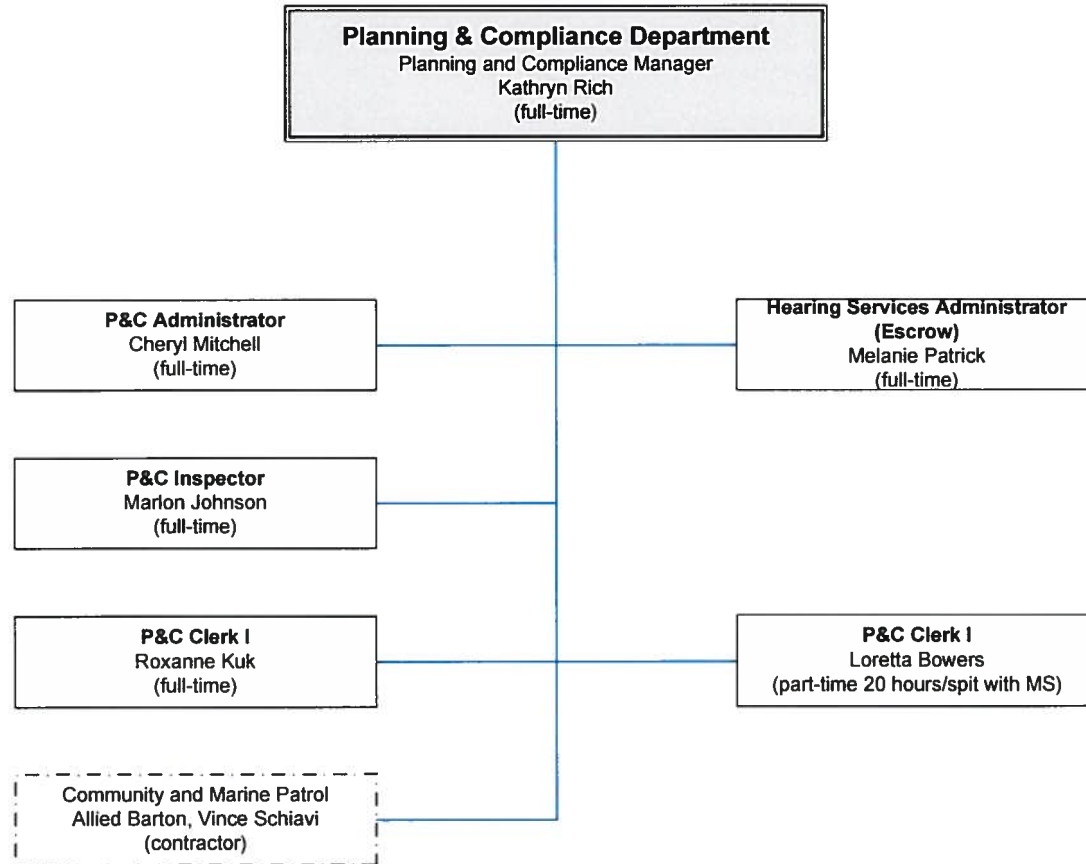 Planning & Compliance Department
Planning and Compliance Manager
Kathryn Rich
(full-time)
P&C Administrator
Cheryl Mitchell
(full-time)
Hearing Services Administrator
(Escrow)
Melanie Patrick
(full-time)
P&C Inspector
Marlon Johnson
(full-time)
P&C Clerk I
Roxanne Kuk
(full-time)
P&C Clerk I
Loretta Bowers
(part-time 20 hours/spit with MS)
Community and Marine Patrol
Allied Barton, Vince Schiavi
(contractor)